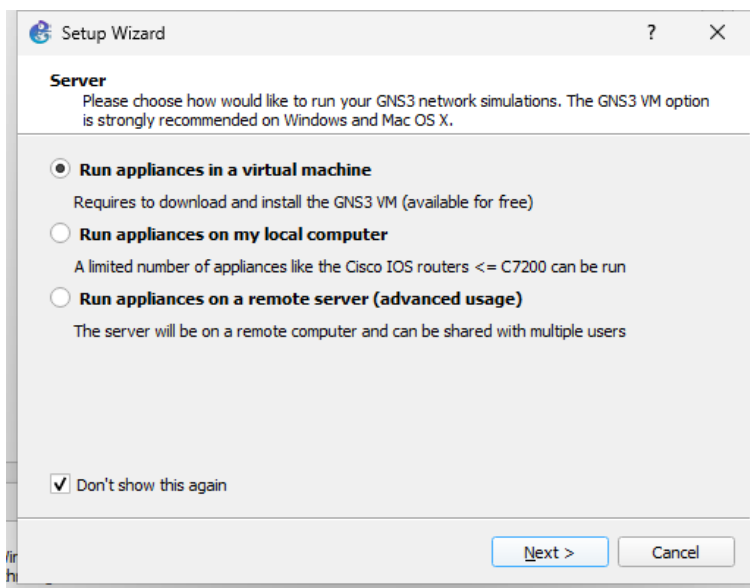 Setup Wizard ?
Server
Please choose how would like to run your GNS3 network simulations. The GNS3 VM option
is strongly recommended on Windows and Mac OS X.
Run appliances in a virtual machine
Requires to download and install the GNS3 VM (available for free)
Run appliances on my local computer
A limited number of appliances like the Cisco IOS routers <= C7200 can be run
Run appliances on a remote server (advanced usage)
The server will be on a remote computer and can be shared with multiple users
Don't show this again
Next > Cancel